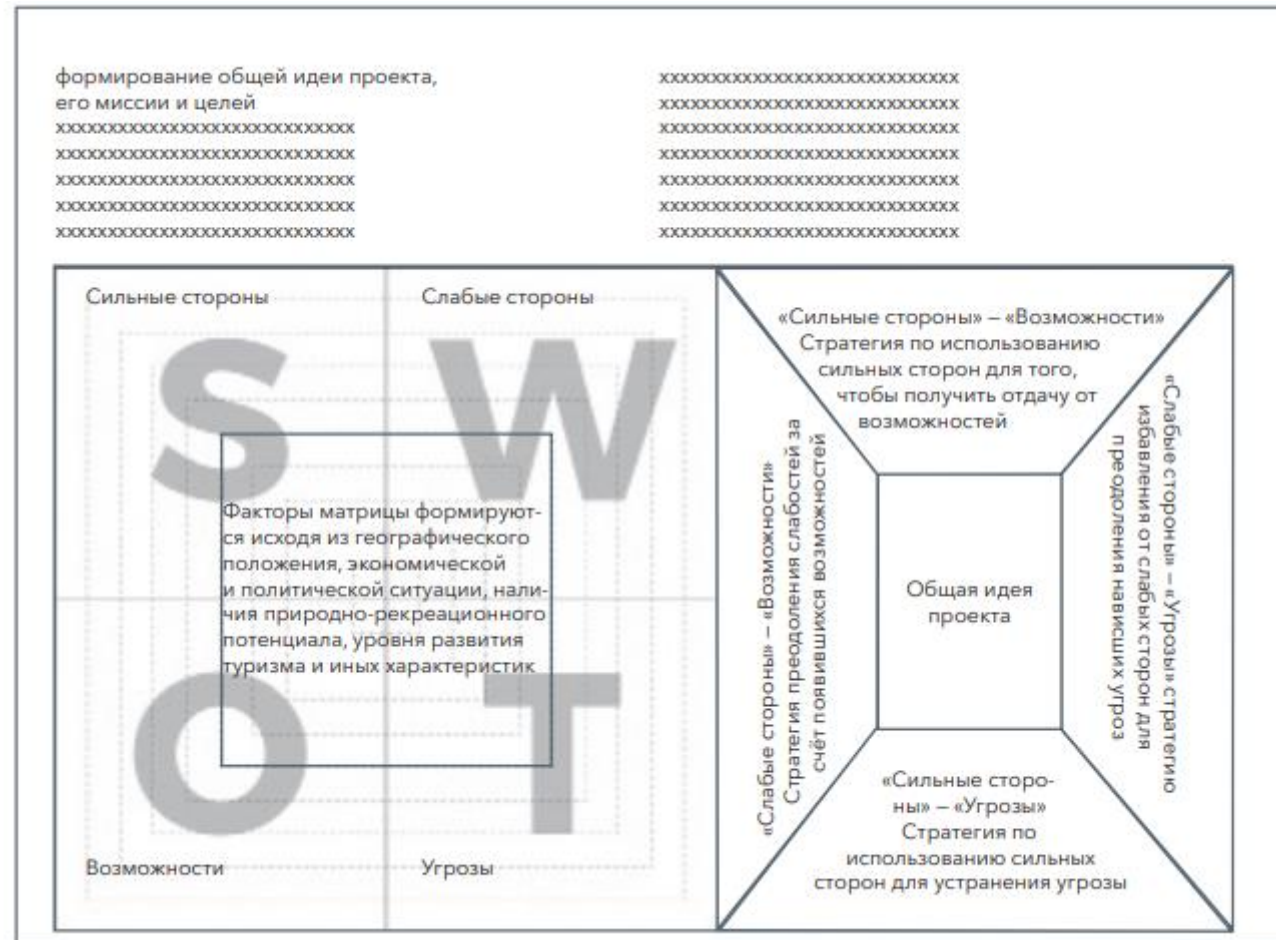 формирование общей идеи проекта,
его миссии и целей
xxxxxxxxxxxxxxxxxxxxxxxxxxxxx
xxxxxxxxxxxxxxxxxxxxxxxxxxxxx
xxxxxxxxxxxxxxxxxxxxxxxxxxxxx
xxxxxxxxxxxxxxxxxxxxxxxxxxxxx
xxxxxxxxxxxxxxxxxxxxxxxxxxxxx
xxxxxxxxxxxxxxxxxxxxxxxxxxxxx
xxxxxxxxxxxxxxxxxxxxxxxxxxxxx
xxxxxxxxxxxxxxxxxxxxxxxxxxxxx
xxxxxxxxxxxxxxxxxxxxxxxxxxxxx
xxxxxxxxxxxxxxxxxxxxxxxxxxxxx
xxxxxxxxxxxxxxxxxxxxxxxxxxxxx
xxxxxxxxxxxxxxxxxxxxxxxxxxxxx
Сильные стороны
Слабые стороны
S W
Факторы матрицы формируют-
ся исходя из географического
положения, экономической
и политической ситуации, нали-
чия природно-рекреационного
потенциала, уровня развития
туризма и иных характеристик
O T
Возможности
Угрозы
«Сильные стороны» – «Возможности»
Стратегия по использованию
сильных сторон для того,
чтобы получить отдачу от
возможностей
«Слабые стороны» – «Возможности»
Стратегия преодоления слабостей за
счёт появившихся возможностей
Общая идея
проекта
«Слабые стороны» – «Угрозы» стратегию
избавления от слабых сторон для
преодоления нависших угроз
«Сильные сторо-
ны» – «Угрозы»
Стратегия по
использованию сильных
сторон для устранения угрозы